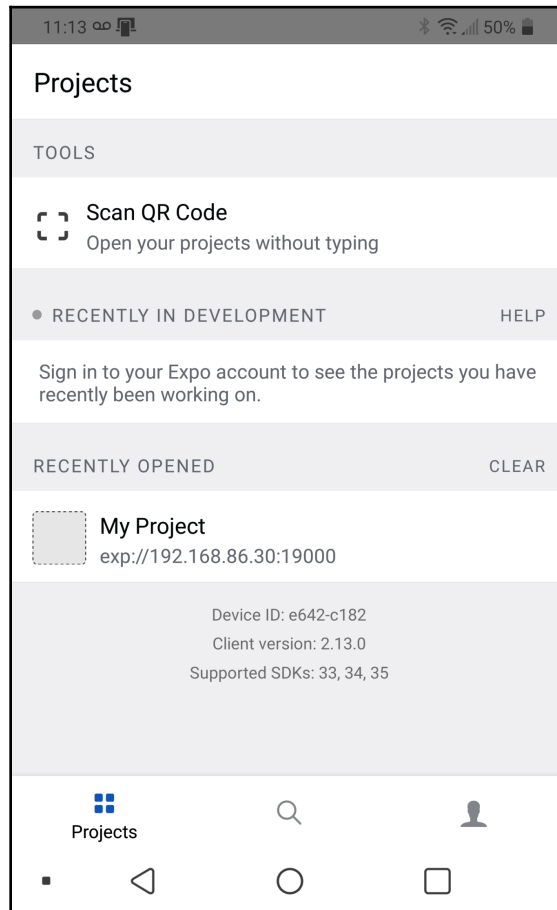 11:13
50%
Projects
TOOLS
Scan QR Code
Open your projects without typing
RECENTLY IN DEVELOPMENT HELP
Sign in to your Expo account to see the projects you have
recently been working on.
RECENTLY OPENED CLEAR
My Project
exp://192.168.86.30:19000
Device ID: e642-c182
Client version: 2.13.0
Supported SDKs: 33, 34, 35
Projects